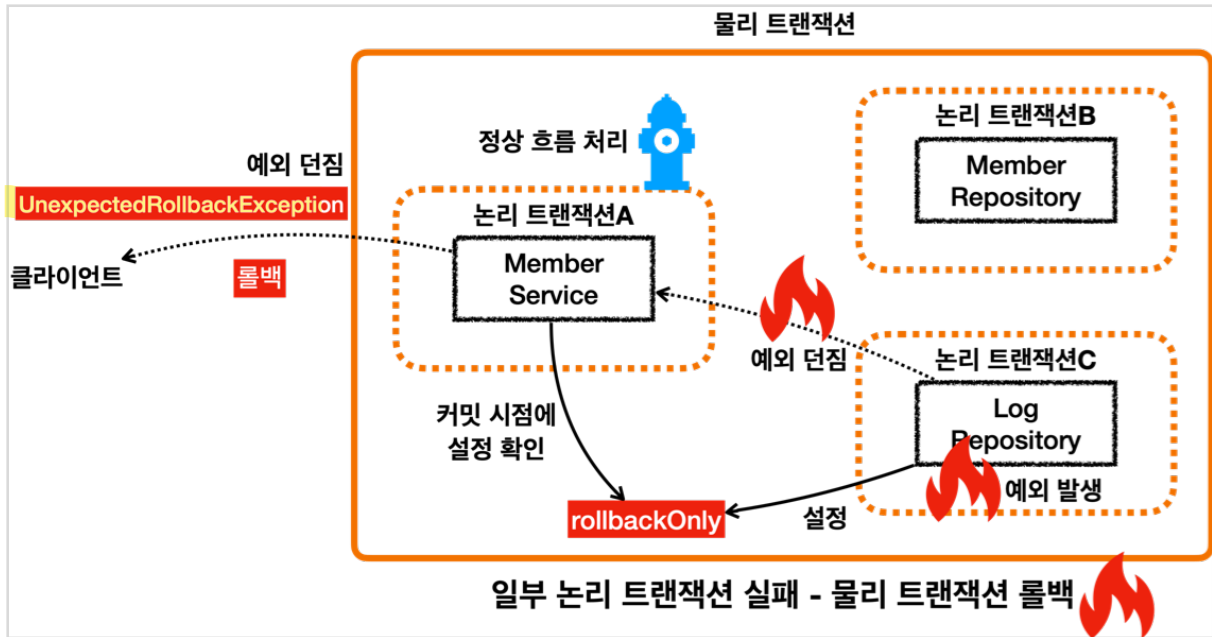 물리 트랜잭션
논리 트랜잭션B
Member
Repository
정상 흐름 처리
예외 던짐
UnexpectedRollbackException
논리 트랜잭션A
Member
Service
클라이언트
롤백
예외 던짐
논리 트랜잭션C
Log
Repository
커밋 시점에
설정 확인
예외 발생
rollbackOnly
설정
일부 논리 트랜잭션 실패 - 물리 트랜잭션 롤백